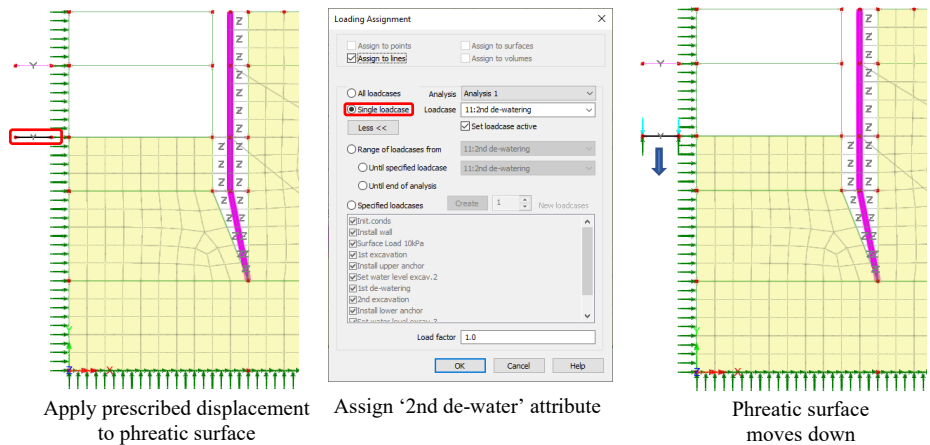 Loading Assignment
Assign to points
Assign to surfaces
Assign to lines
Assign to volumes
All loadcases
Analysis
Analysis 1
Single loadcase
Loadcase
11:2nd de-watering
Less <<
Set loadcase active
Range of loadcases from
11:2nd de-watering
Until specified loadcase
11:2nd de-watering
Until end of analysis
Specified loadcases
Create
1
New loadcases
Init.conds
Install wall
Surface Load 10kPa
1st excavation
Install upper anchor
Set water level excav.2
1st de-watering
2nd excavation
Install lower anchor
Load factor
1.0
OK
Cancel
Help
Y
Y
Z
Z
Z
Z
Z
Z
Z
Z
Z
X
Apply prescribed displacement
to phreatic surface
Assign ‘2nd de-water’ attribute
Y
Y
Z
Z
Z
Z
Z
Z
Z
Z
Z
X
Phreatic surface
moves down